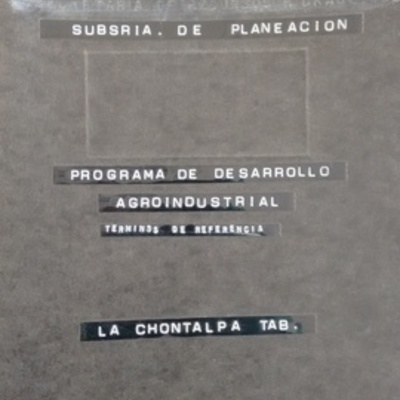 SUBSRIA. DE PLANEACION
PROGRAMA DE DESARROLLO
AGROINDUSTRIAL
TERMINOS DE REFERENCIA
LA CHONTALPA TAB.